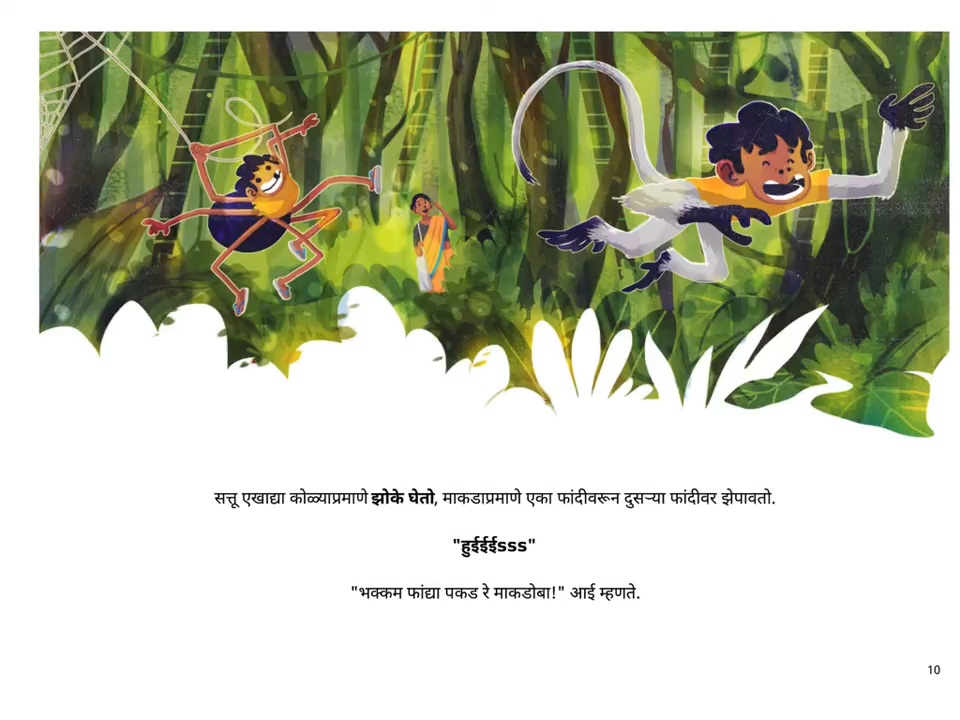 सत्तू एखाद्या कोळ्याप्रमाणे झोके घेतो, माकडाप्रमाणे एका फांदीवरून दुसऱ्या फांदीवर झेपावतो.
"हुईईईsss"
"भक्कम फांद्या पकड रे माकडोबा!" आई म्हणते.
10